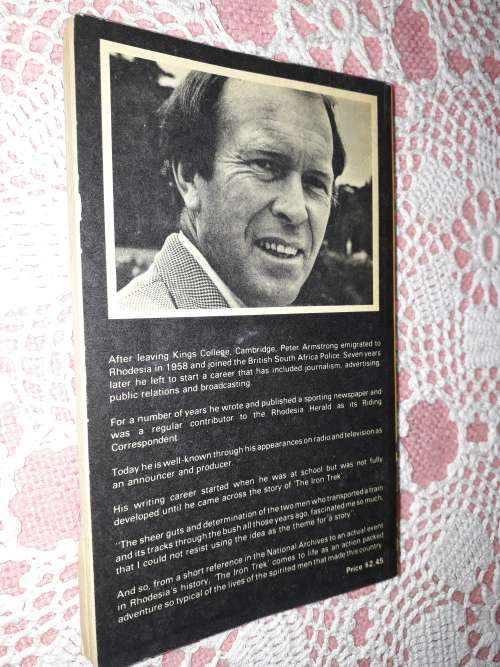 After leaving Kings College, Cambridge, Peter Armstrong emigrated to
Rhodesia in 1958 and joined the British South Africa Police. Seven years
later he left to start a career that has included journalism, advertising,
public relations and broadcasting.
For a number of years he wrote and published a sporting newspaper and
was a regular contributor to the Rhodesia Herald as its Riding
Correspondent.
Today he is well-known through his appearances on radio and television as
an announcer and producer.
His writing career started when he was at school but was not fully
developed until he came across the story of 'The Iron Trek'.
"The sheer guts and determination of the two men who transported a train
and its tracks through the bush all those years ago, fascinated me so much,
that I could not resist using the idea as the theme for a story".
And so, from a short reference in the National Archives to an actual event
in Rhodesia's history, 'The Iron Trek' comes to life as an action packed
adventure so typical of the lives of the spirited men that made this country.
Price $2.45